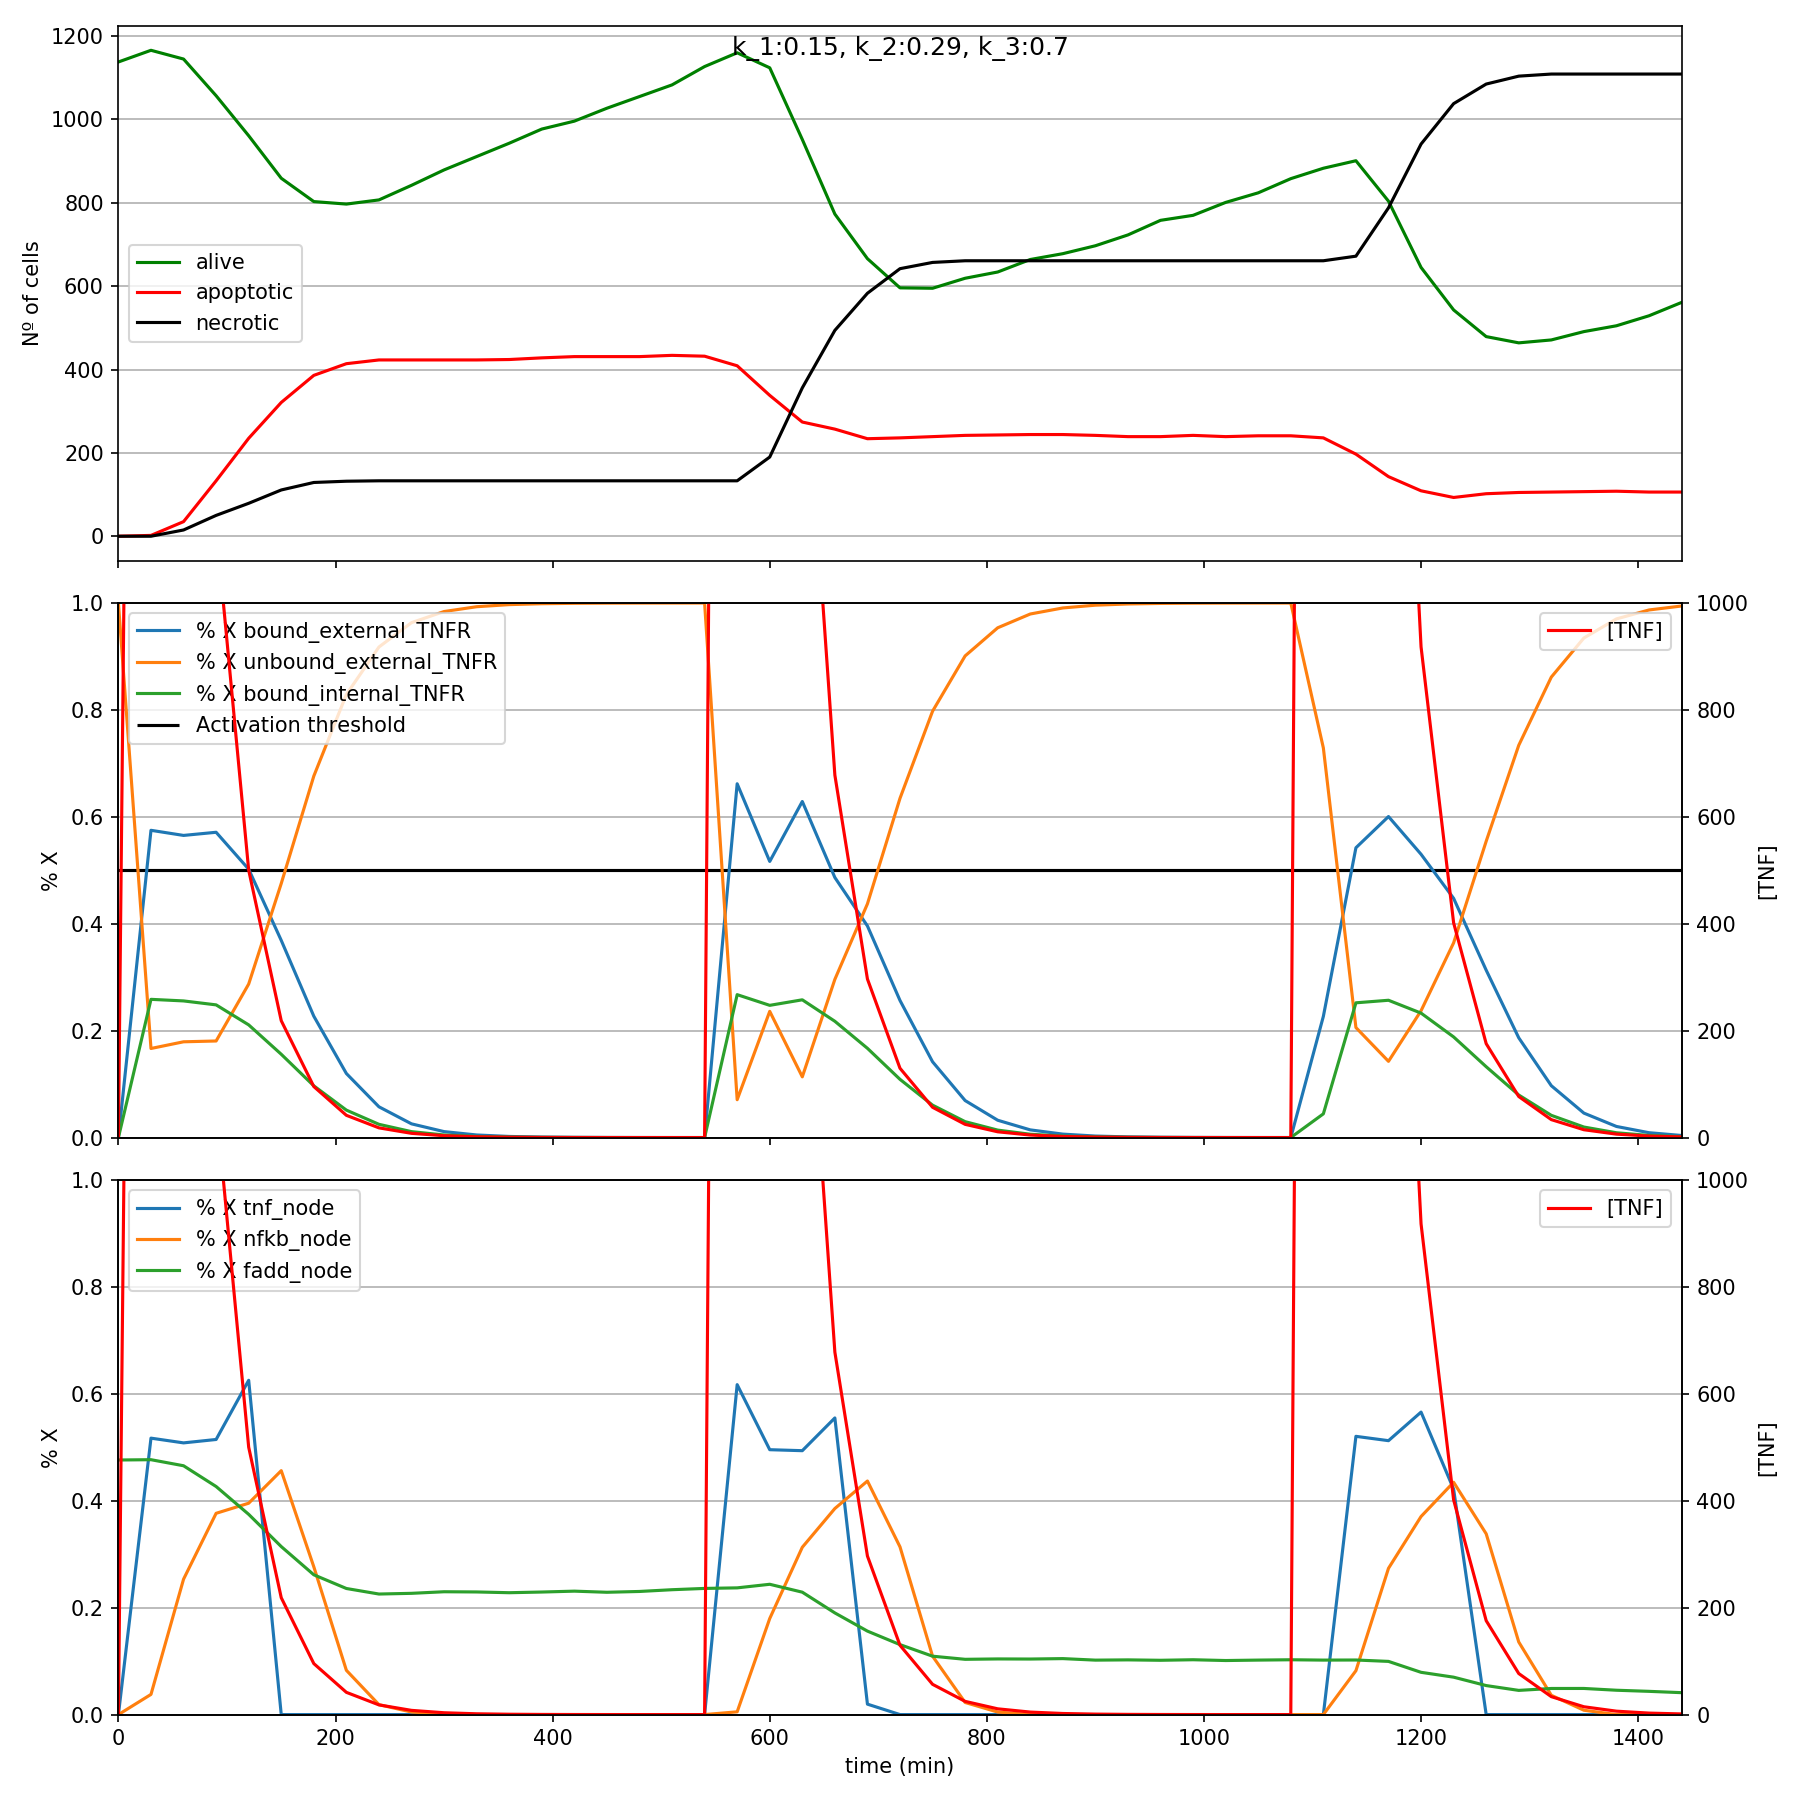 k_1:0.15, k_2:0.29, k_3:0.7
1200
1000
800
600
400
200
0
Nº of cells
alive
apoptotic
necrotic
1.0
0.8
0.6
0.4
0.2
0.0
% X
% X bound_external_TNFR
% X unbound_external_TNFR
% X bound_internal_TNFR
Activation threshold
[TNF]
1000
800
600
400
200
0
[TNF]
1.0
0.8
0.6
0.4
0.2
0.0
% X
% X tnf_node
% X nfkb_node
% X fadd_node
[TNF]
1000
800
600
400
200
0
[TNF]
0 200 400 600 800 1000 1200 1400
time (min)